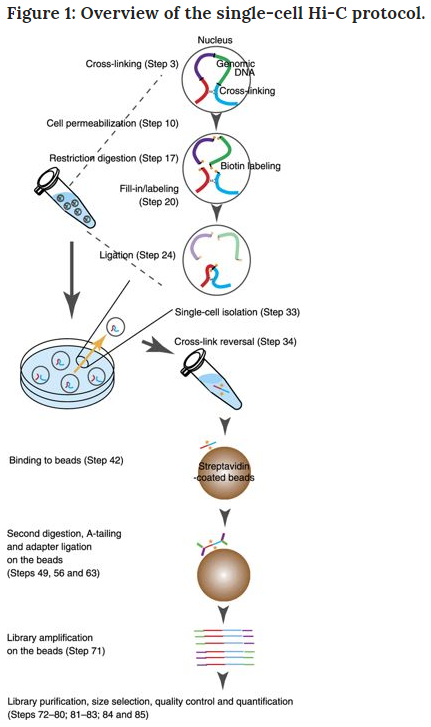 Figure 1: Overview of the single-cell Hi-C protocol.
Nucleus
Cross-linking (Step 3)
Genomic
DNA
Cross-linking
Cell permeabilization (Step 10)
Restriction digestion (Step 17)
Biotin labeling
Fill-in/labeling
(Step 20)
Ligation (Step 24)
Single-cell isolation (Step 33)
Cross-link reversal (Step 34)
Binding to beads (Step 42)
Streptavidin
-coated beads
Second digestion, A-tailing
and adapter ligation
on the beads
(Steps 49, 56 and 63)
Library amplification
on the beads (Step 71)
Library purification, size selection, quality control and quantification
(Steps 72–80; 81–83; 84 and 85)